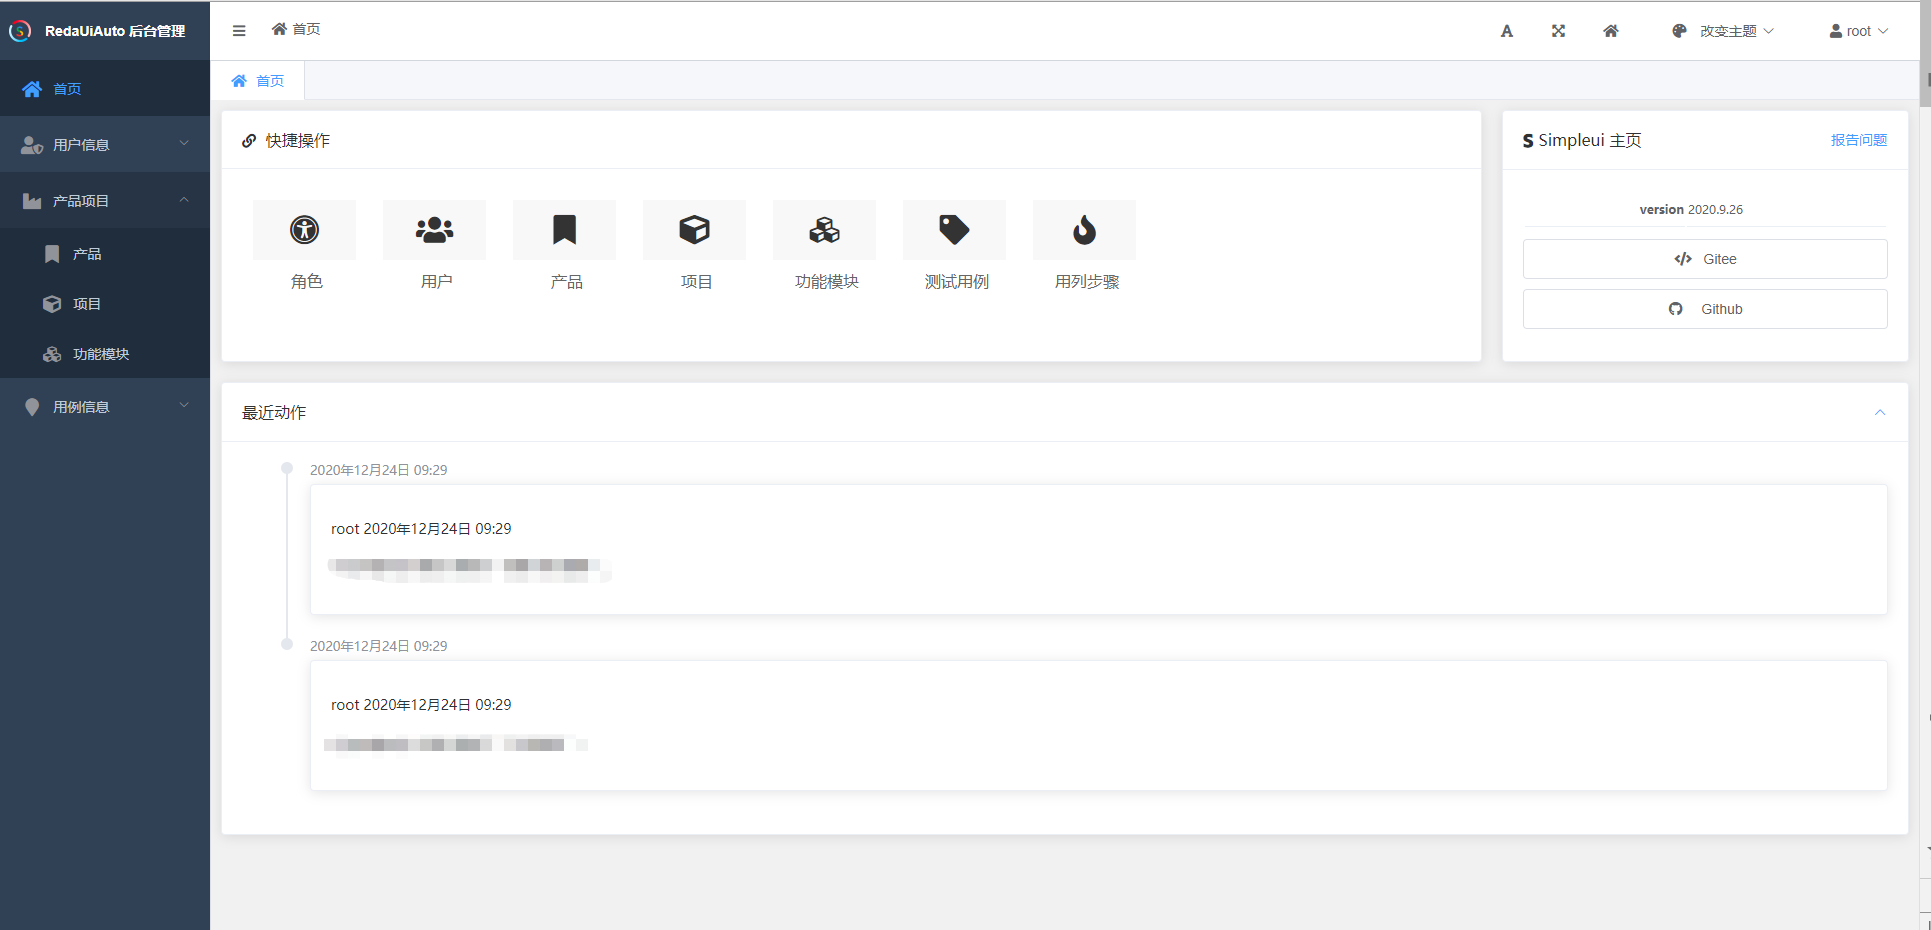 RedaUiAuto 后台管理
首页
用户信息
产品项目
产品
项目
功能模块
用例信息
首页
改变主题
root
首页
快捷操作
角色
用户
产品
项目
功能模块
测试用例
用列步骤
Simpleui 主页
报告问题
version 2020.9.26
Gitee
Github
最近动作
2020年12月24日 09:29
root 2020年12月24日 09:29
2020年12月24日 09:29
root 2020年12月24日 09:29